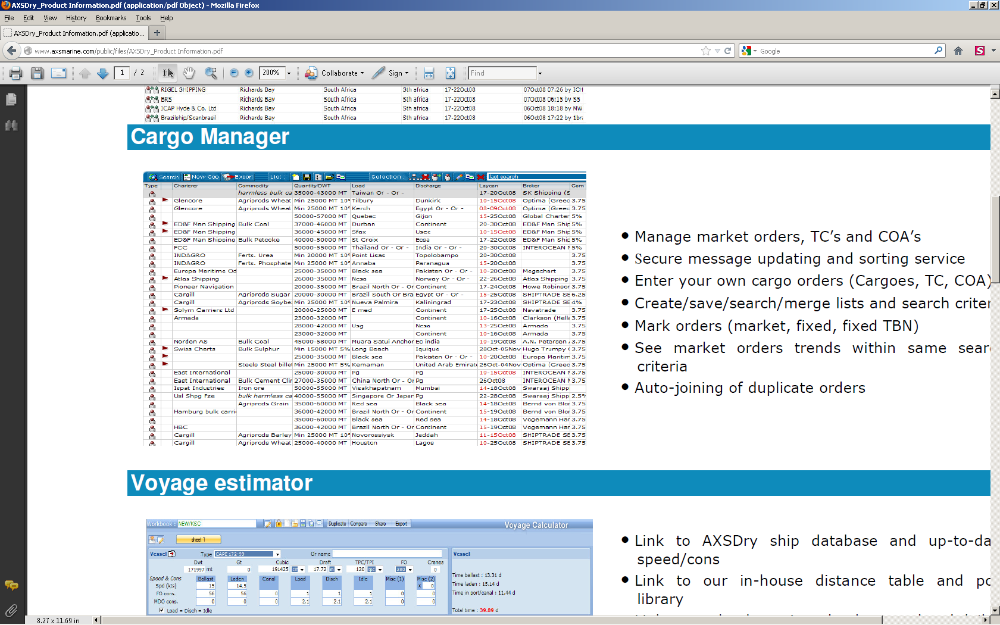 AXSDry_Product Information.pdf (application/pdf Object) - Mozilla Firefox
File Edit View History Bookmarks Tools Help
AXSDry_Product Information.pdf (applicatio...
www.axsmarine.com/public/files/AXSDry_Product Information.pdf
Google
1 / 2 200% Collaborate Sign Find
RIGEL SHIPPING Richards Bay South Africa Sth africa 17-22Oct08 07Oct08 07:26 by ICH
BRS Richards Bay South Africa Sth africa 17-22Oct08 07Oct08 06:15 by S5
ICAP Hyde & Co. Ltd Richards Bay South Africa Sth africa 17-22Oct08 06Oct08 18:18 by MW
Brazilship/Scanbrasil Richards Bay South Africa Sth africa 17-22Oct08 06Oct08 17:22 by 1bra
Cargo Manager
Search New Cgo Export List : Selection : last search
Type Charterer Commodity Quantity/DWT Load Discharge Laycan Broker Com
harmless bulk ca 35000-43000 MT Taiwan Or - Or - 17-20Oct08 SK Shipping (S
Glencore Agriprods Wheat Min 25000 MT 10% Tilbury Dunkirk 10-15Oct08 Optima (Greec 3.75
Glencore Agriprods Wheat Min 25000 MT 10% Kerch Egypt Or - Or - 08-09Oct08 Optima (Greec 3.75
50000-57000 MT Quebec Gijon 15-25Oct08 Global Charter 5%
ED&F Man Shipping Bulk Coal 37000-46000 MT Durban Continent 20-30Oct08 ED&F Man Ship 5%
ED&F Man Shipping 36000-45000 MT Sfax Usec 10-15Oct08 ED&F Man Ship 5%
ED&F Man Shipping Bulk Petcoke 40000-50000 MT St Croix Ecsa 17-22Oct08 ED&F Man Ship 5%
FCC 50000-55000 MT Thailand Or - Or - India Or - Or - 20-30Oct08 INTEROCEAN M 5%
INDAGRO Ferts. Urea Min 20000 MT 10% Point Lisas Topolobampo 20-30Oct08 3.75
INDAGRO Ferts. Phosphate Min 25000 MT 10% Annaba Paranagua 15-20Oct08 3.75
Europa Maritime Od 25000-35000 MT Black sea Pakistan Or - Or - 10-20Oct08 Megachart 3.75
Atlas Shipping 26000-35000 MT Ncsa Norway Or - Or - 22-26Oct08 Atlas Shipping 3.75
Pioneer Navigation 20000-35000 MT Brazil North Or - Or Continent 17-24Oct08 Howe Robinson 3.75
Cargill Agriprods Sugar 20000-30000 MT Brazil South Or Bra Egypt Or - Or - 15-25Oct08 SHIPTRADE SE 6.25
Cargill Agriprods Soybea Min 25000 MT 10% Nueva Palmira Kaliningrad 17-23Oct08 SHIPTRADE SE 4%
Solym Carriers Ltd 20000-25000 MT E med Continent 17-25Oct08 Navatrade 3.75
Armada 23000-32000 MT Continent 10-16Oct08 Clarkson (Hella 3.75
28000-42000 MT Usg Ncsa 13-25Oct08 Armada 3.75
23000-32000 MT Continent 10-16Oct08 Armada 3.75
Norden AS Bulk Coal 45000-58000 MT Muara Satui Anchor Ec india 10-19Oct08 A.N. Petersen 3.75
Swiss Charts Bulk Sulphur Min 15000 MT 5% Long Beach Iquique 28Oct-05Nov Hugo Trumpy 3.75
25000-35000 MT Black sea Pakistan Or - Or - 10-20Oct08 Europa Maritim 3.75
Steels Steel billet Min 25000 MT 5% Kemaman United Arab Emirate 26Oct-04Nov Optima (Greec 3.75
East International 25000-30000 MT Pg Pg 10-15Oct08 INTEROCEAN M 3.75
East International Bulk Cement Clin 27000-35000 MT China North Or - Or Pg 26Oct08 INTEROCEAN M 3.75
Ispat Industries Iron ore 50000-55000 MT Visakhapatnam Mumbai 14-18Oct08 Swaraaj Shipp
Usl Shpg Fze bulk harmless ca 40000-55000 MT Singapore Or Japan Pg 22-28Oct08 Swaraaj Shipp 2.5%
Agriprods Grain 35000-60000 MT Red sea Black sea 14-18Oct08 Bernd von Blom 3.75
Hamburg bulk carri 36000-42000 MT Brazil North Or - Or Continent 15-19Oct08 Bernd von Blom 3.75
35000-60000 MT Black sea Red sea 14-18Oct08 Vogemann Har 3.75
HBC 36000-42000 MT Brazil North Or - Or Continent 15-19Oct08 Vogemann Har 3.75
Cargill Agriprods Barley Min 25000 MT 10% Novorossiysk Jeddah 11-15Oct08 SHIPTRADE SE 3.75
Cargill Agriprods Wheat 25000-40000 MT Houston Lagos 10-25Oct08 SHIPTRADE SE 3.75
• Manage market orders, TC's and COA's
• Secure message updating and sorting service
• Enter your own cargo orders (Cargoes, TC, COA)
• Create/save/search/merge lists and search criter
• Mark orders (market, fixed, fixed TBN)
• See market orders trends within same searc
criteria
• Auto-joining of duplicate orders
Voyage estimator
Workbook : NEW/KSC Duplicate Compare Share Export Voyage Calculator
sheet 1
Vessel Type CAPE 172-99 Or name
Dwt Gt Cubic Draft TPC/TPI FO Cranes
171997 mt 0 191425 cm 17.72 m 120 tpc 380 0
Speed & Cons Ballast Laden Canal Load Disch Idle Misc (1) Misc (2)
Spd (kts) 15 14.5 x 0
FO cons. 56 56 0 1 1 1 0 0
MDO cons. 0 0 0 2.1 2.1 2.1 0 0
Load = Disch = Idle
Vessel
Time ballast : 13.31 d
Time laden : 15.14 d
Time in port/canal : 11.44 d
Total time : 39.89 d
• Link to AXSDry ship database and up-to-da
speed/cons
• Link to our in-house distance table and po
library
8.27 x 11.69 in